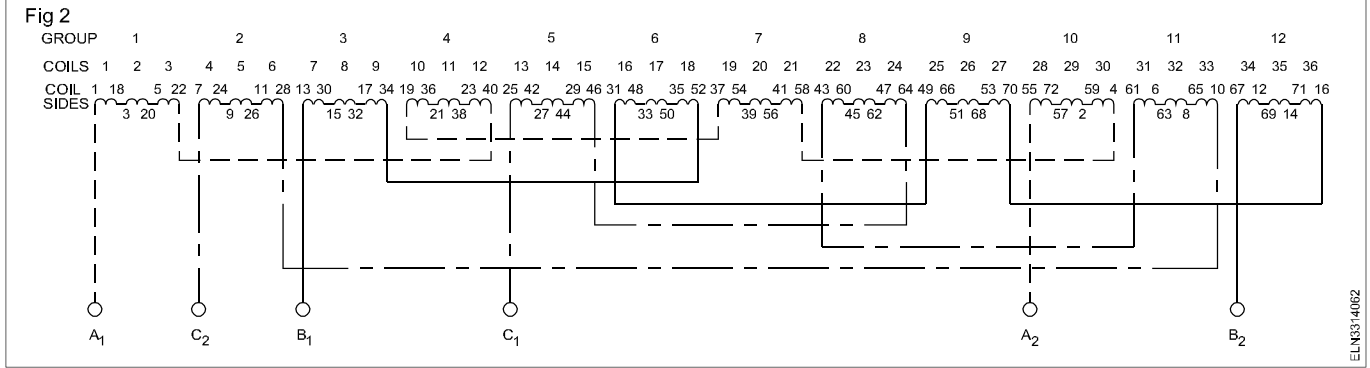 Fig 2
GROUP 1 2 3 4 5 6 7 8 9 10 11 12
COILS 1 2 3 4 5 6 7 8 9 10 11 12 13 14 15 16 17 18 19 20 21 22 23 24 25 26 27 28 29 30 31 32 33 34 35 36
COIL 1 18 5 22 7 24 11 28 13 30 17 34 19 36 23 40 25 42 29 46 31 48 35 52 37 54 41 58 43 60 47 64 49 66 53 70 55 72 59 4 61 6 65 10 67 12 71 16
SIDES 3 20 9 26 15 32 21 38 27 44 33 50 39 56 45 62 51 68 57 2 63 8 69 14
A1 C2 B1 C1 A2 B2
ELN3314062